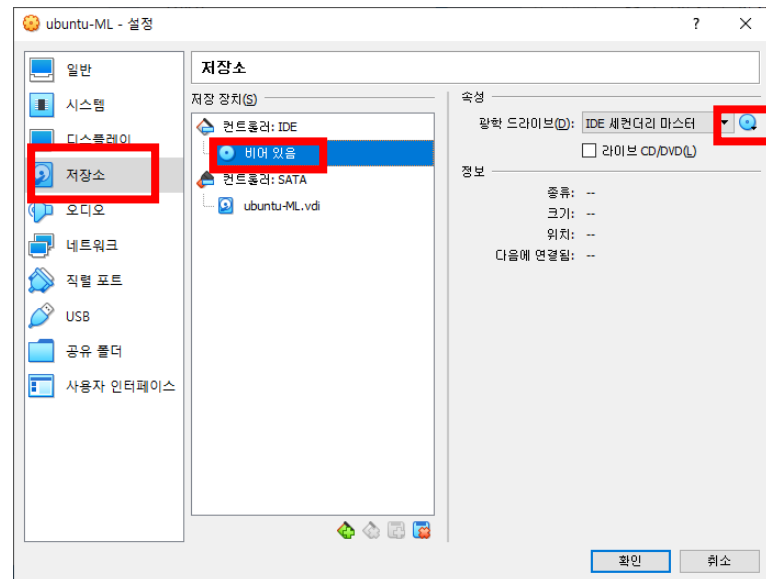 ubuntu-ML - 설정
?
일반
시스템
디스플레이
저장소
오디오
네트워크
직렬 포트
USB
공유 폴더
사용자 인터페이스
저장소
저장 장치(S)
컨트롤러: IDE
비어 있음
컨트롤러: SATA
ubuntu-ML.vdi
속성
광학 드라이브(D): IDE 세컨더리 마스터
라이브 CD/DVD(L)
정보
종류: --
크기: --
위치: --
다음에 연결됨: --
확인
취소